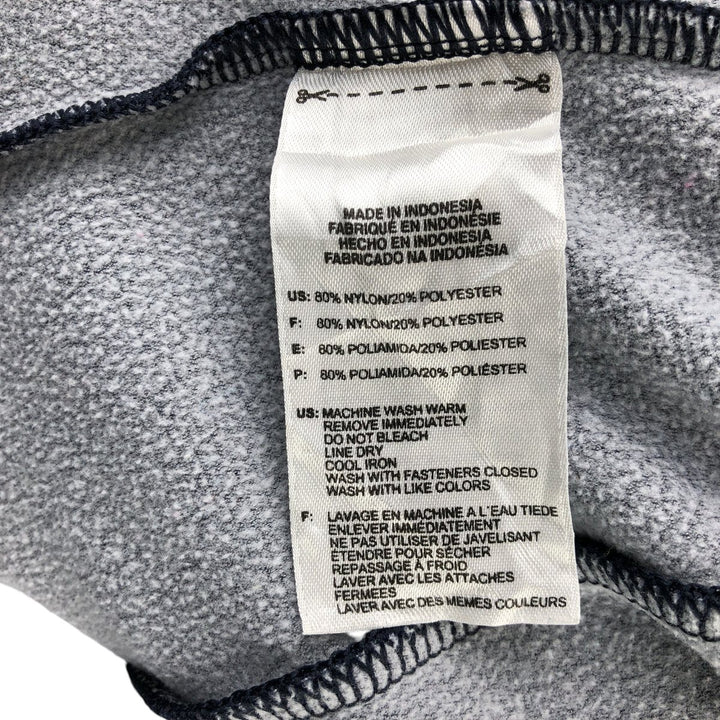 MADE IN INDONESIA
FABRIQUÉ EN INDONÉSIE
HECHO EN INDONESIA
FABRICADO NA INDONÉSIA
US: 80% NYLON/20% POLYESTER
F: 80% NYLON/20% POLYESTER
E: 80% POLIAMIDA/20% POLIESTER
P: 80% POLIAMIDA/20% POLIÉSTER
US: MACHINE WASH WARM
REMOVE IMMEDIATELY
DO NOT BLEACH
LINE DRY
COOL IRON
WASH WITH FASTENERS CLOSED
WASH WITH LIKE COLORS
F: LAVAGE EN MACHINE A L'EAU TIEDE
ENLEVER IMMÉDIATEMENT
NE PAS UTILISER DE JAVELISANT
ÉTENDRE POUR SÉCHER
REPASSAGE À FROID
LAVER AVEC LES ATTACHES
FERMÉES
LAVER AVEC DES MEMES COULEURS